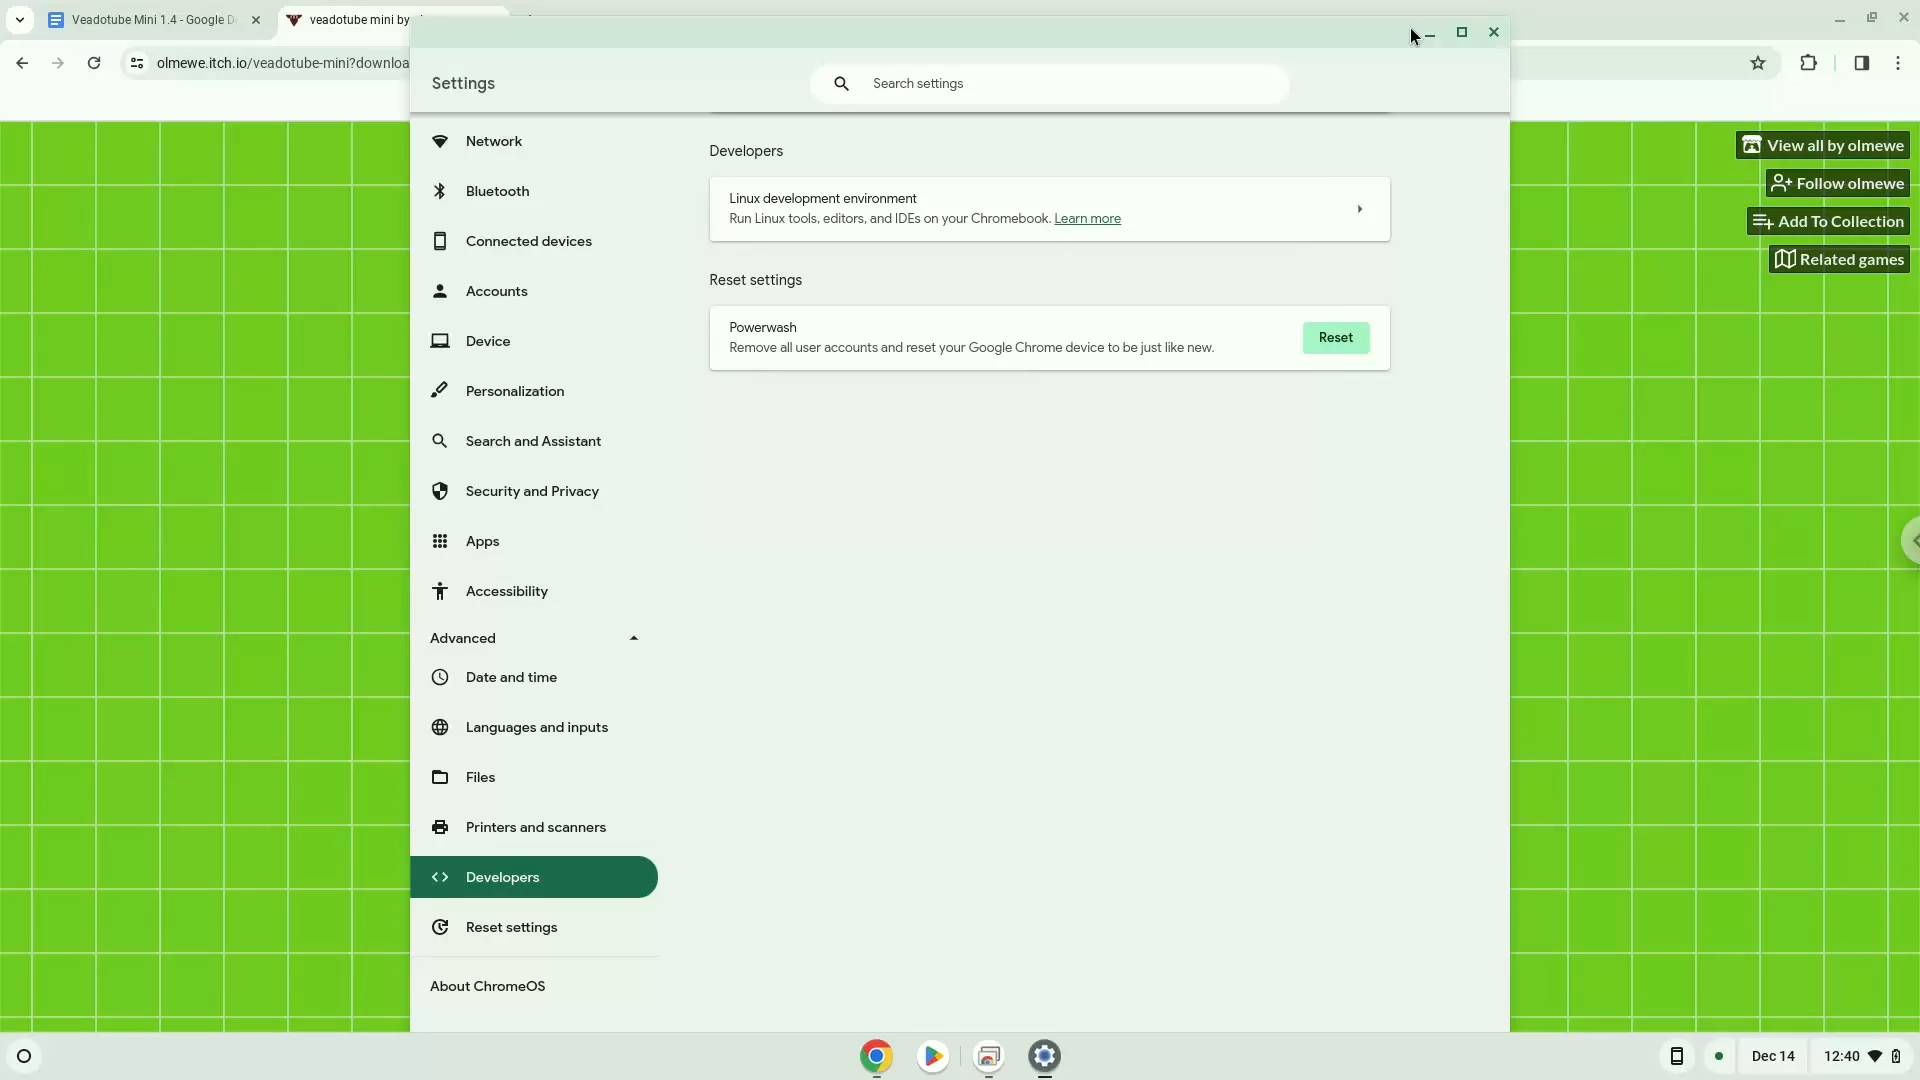 Veadotube Mini 1.4 - Google D
veadotube mini by
olmewe.itch.io/veadotube-mini?downloa
Settings
Search settings
Network
Bluetooth
Connected devices
Accounts
Device
Personalization
Search and Assistant
Security and Privacy
Apps
Accessibility
Advanced
Date and time
Languages and inputs
Files
Printers and scanners
Developers
Reset settings
About ChromeOS
Developers
Linux development environment
Run Linux tools, editors, and IDEs on your Chromebook. Learn more
Reset settings
Powerwash
Remove all user accounts and reset your Google Chrome device to be just like new.
Reset
View all by olmewe
Follow olmewe
Add To Collection
Related games
Dec 14
12:40